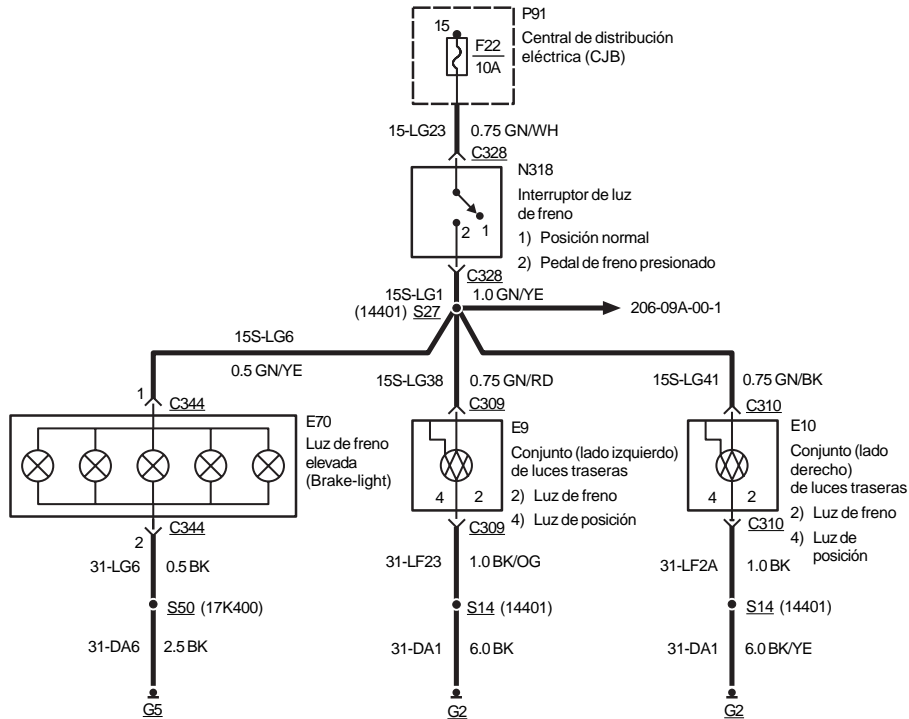 P91
15
Central de distribución
eléctrica (CJB)
F22
10A
15-LG23 0.75 GN/WH
C328
N318
Interruptor de luz
de freno
1) Posición normal
2) Pedal de freno presionado
2 1
C328
15S-LG1 1.0 GN/YE
(14401) S27
206-09A-00-1
15S-LG6
0.5 GN/YE
15S-LG38 0.75 GN/RD
15S-LG41 0.75 GN/BK
1 C344
C309
C310
E70
Luz de freno
elevada
(Brake-light)
E9
Conjunto (lado izquierdo)
de luces traseras
2) Luz de freno
4) Luz de posición
4 2
E10
Conjunto (lado
derecho)
de luces traseras
2) Luz de freno
4) Luz de
posición
4 2
C344
2
C309
C310
31-LG6 0.5 BK
31-LF23 1.0 BK/OG
31-LF2A 1.0 BK
S50 (17K400)
S14 (14401)
S14 (14401)
31-DA6 2.5 BK
31-DA1 6.0 BK
31-DA1 6.0 BK/YE
G5
G2
G2